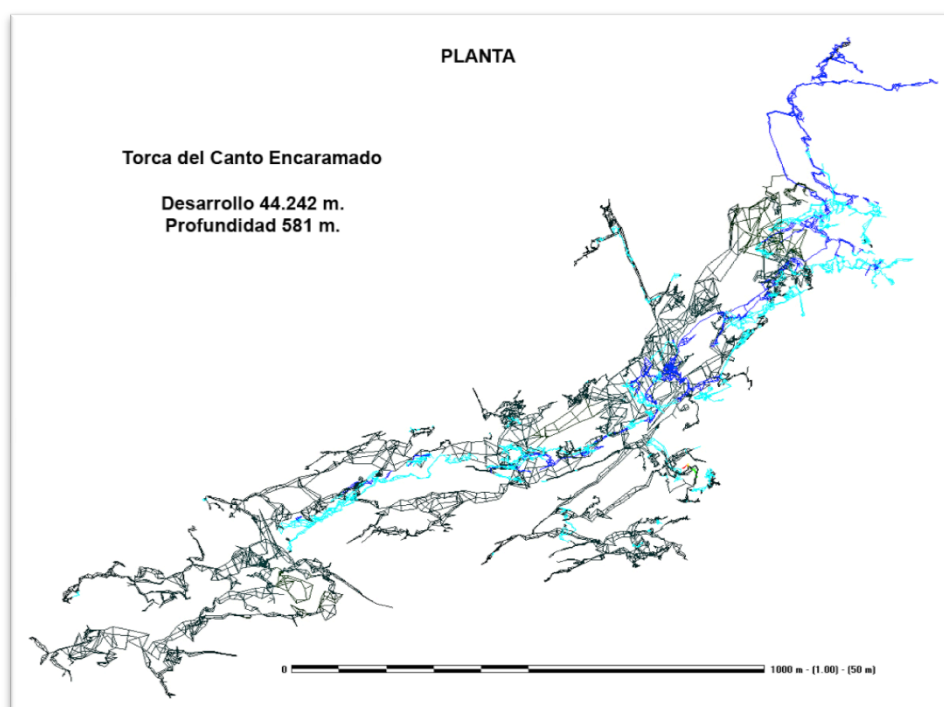 PLANTA
Torca del Canto Encaramado
Desarrollo 44.242 m.
Profundidad 581 m.
0
1000 m - (1.00) - (50 m)